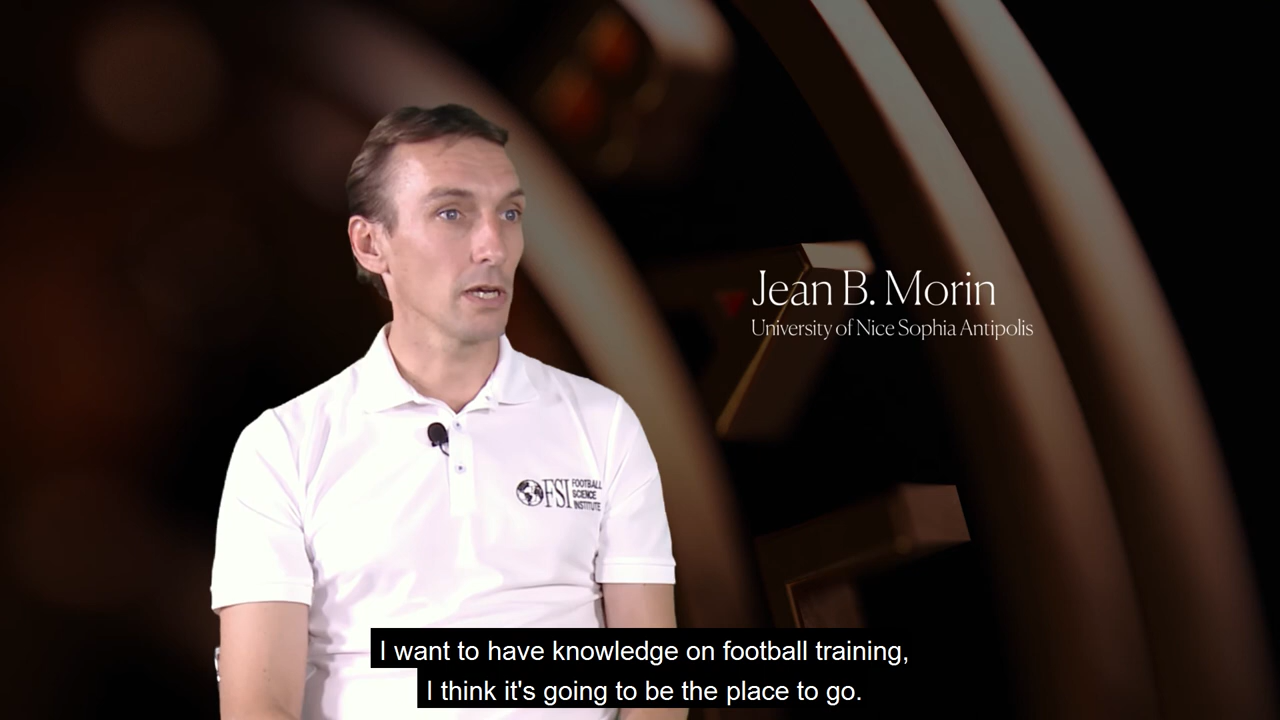 Jean B. Morin
University of Nice Sophia Antipolis
FSI FOOTBALL
SCIENCE
INSTITUTE
I want to have knowledge on football training,
I think it's going to be the place to go.